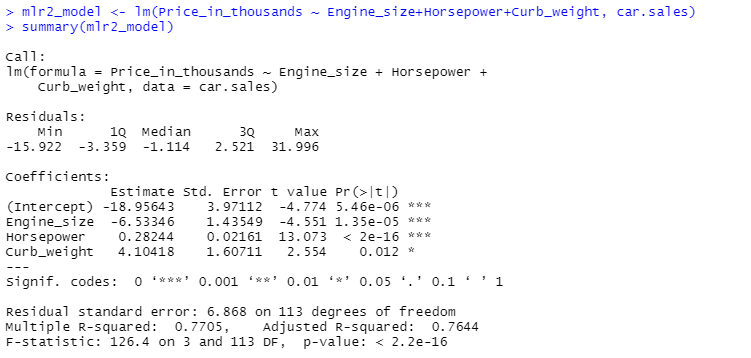 > mlr2_model <- lm(Price_in_thousands ~ Engine_size+Horsepower+Curb_weight, car.sales)
> summary(mlr2_model)

Call:
lm(formula = Price_in_thousands ~ Engine_size + Horsepower +
    Curb_weight, data = car.sales)

Residuals:
    Min      1Q  Median      3Q     Max
-15.922  -3.359  -1.114   2.521  31.996

Coefficients:
             Estimate Std. Error t value Pr(>|t|)
(Intercept) -18.95643    3.97112  -4.774 5.46e-06 ***
Engine_size  -6.53346    1.43549  -4.551 1.35e-05 ***
Horsepower    0.28244    0.02161  13.073  < 2e-16 ***
Curb_weight   4.10418    1.60711   2.554    0.012 *
---
Signif. codes:  0 ‘***’ 0.001 ‘**’ 0.01 ‘*’ 0.05 ‘.’ 0.1 ‘ ’ 1

Residual standard error: 6.868 on 113 degrees of freedom
Multiple R-squared:  0.7705,    Adjusted R-squared:  0.7644
F-statistic: 126.4 on 3 and 113 DF,  p-value: < 2.2e-16